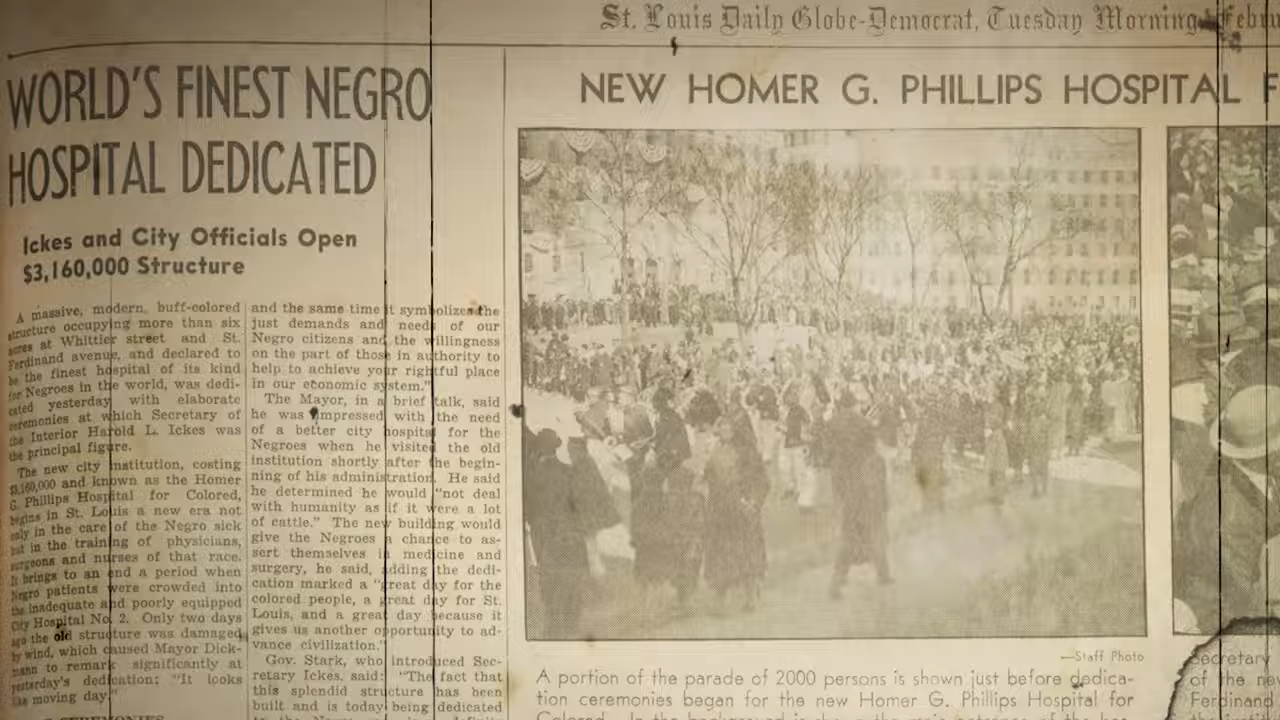 St. Louis Daily Globe-Democrat, Tuesday Morning,
WORLD'S FINEST NEGRO
HOSPITAL DEDICATED
Ickes and City Officials Open
$3,160,000 Structure
A massive, modern, buff-colored
structure occupying more than six
acres at Whittier street and St.
Ferdinand avenue, and declared to
be the finest hospital of its kind
for Negroes in the world, was dedi-
cated yesterday with elaborate
ceremonies at which Secretary of
the Interior Harold L. Ickes was
the principal figure.
The new city institution, costing
$3,160,000 and known as the Homer
G. Phillips Hospital for Colored,
begins in St. Louis a new era not
only in the care of the Negro sick
but in the training of physicians,
surgeons and nurses of that race.
It brings to an end a period when
Negro patients were crowded into
the inadequate and poorly equipped
City Hospital No. 2. Only two days
ago the old structure was damaged
by wind, which caused Mayor Dick-
mann to remark significantly at
yesterday's dedication: "It looks
like moving day."
CEREMONIES
and the same time it symbolizes the
just demands and needs of our
Negro citizens and the willingness
on the part of those in authority to
help to achieve your rightful place
in our economic system."
The Mayor, in a brief talk, said
he was impressed with the need
of a better city hospital for the
Negroes when he visited the old
institution shortly after the begin-
ning of his administration. He said
he determined he would "not deal
with humanity as if it were a lot
of cattle." The new building would
give the Negroes a chance to as-
sert themselves in medicine and
surgery, he said, adding the dedi-
cation marked a "great day for the
colored people, a great day for St.
Louis, and a great day because it
gives us another opportunity to ad-
vance civilization."
Gov. Stark, who introduced Sec-
retary Ickes, said: "The fact that
this splendid structure has been
built and is today being dedicated
NEW HOMER G. PHILLIPS HOSPITAL F
—Staff Photo
A portion of the parade of 2000 persons is shown just before dedica-
tion ceremonies began for the new Homer G. Phillips Hospital for
Colored. In the background is the main entrance of the
Secretary
of the new
Ferdinand